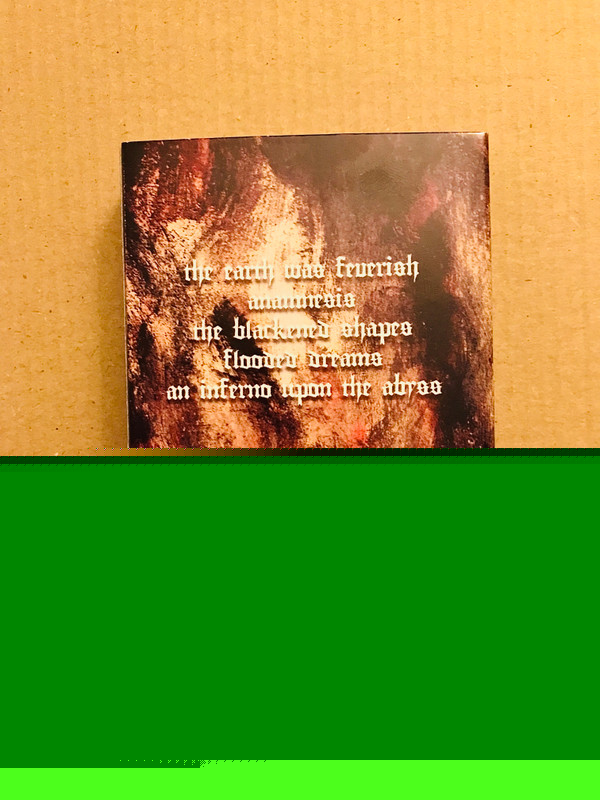 the earth was feverish
anamnesis
the blackened shapes
flooded dreams
an inferno upon the abyss